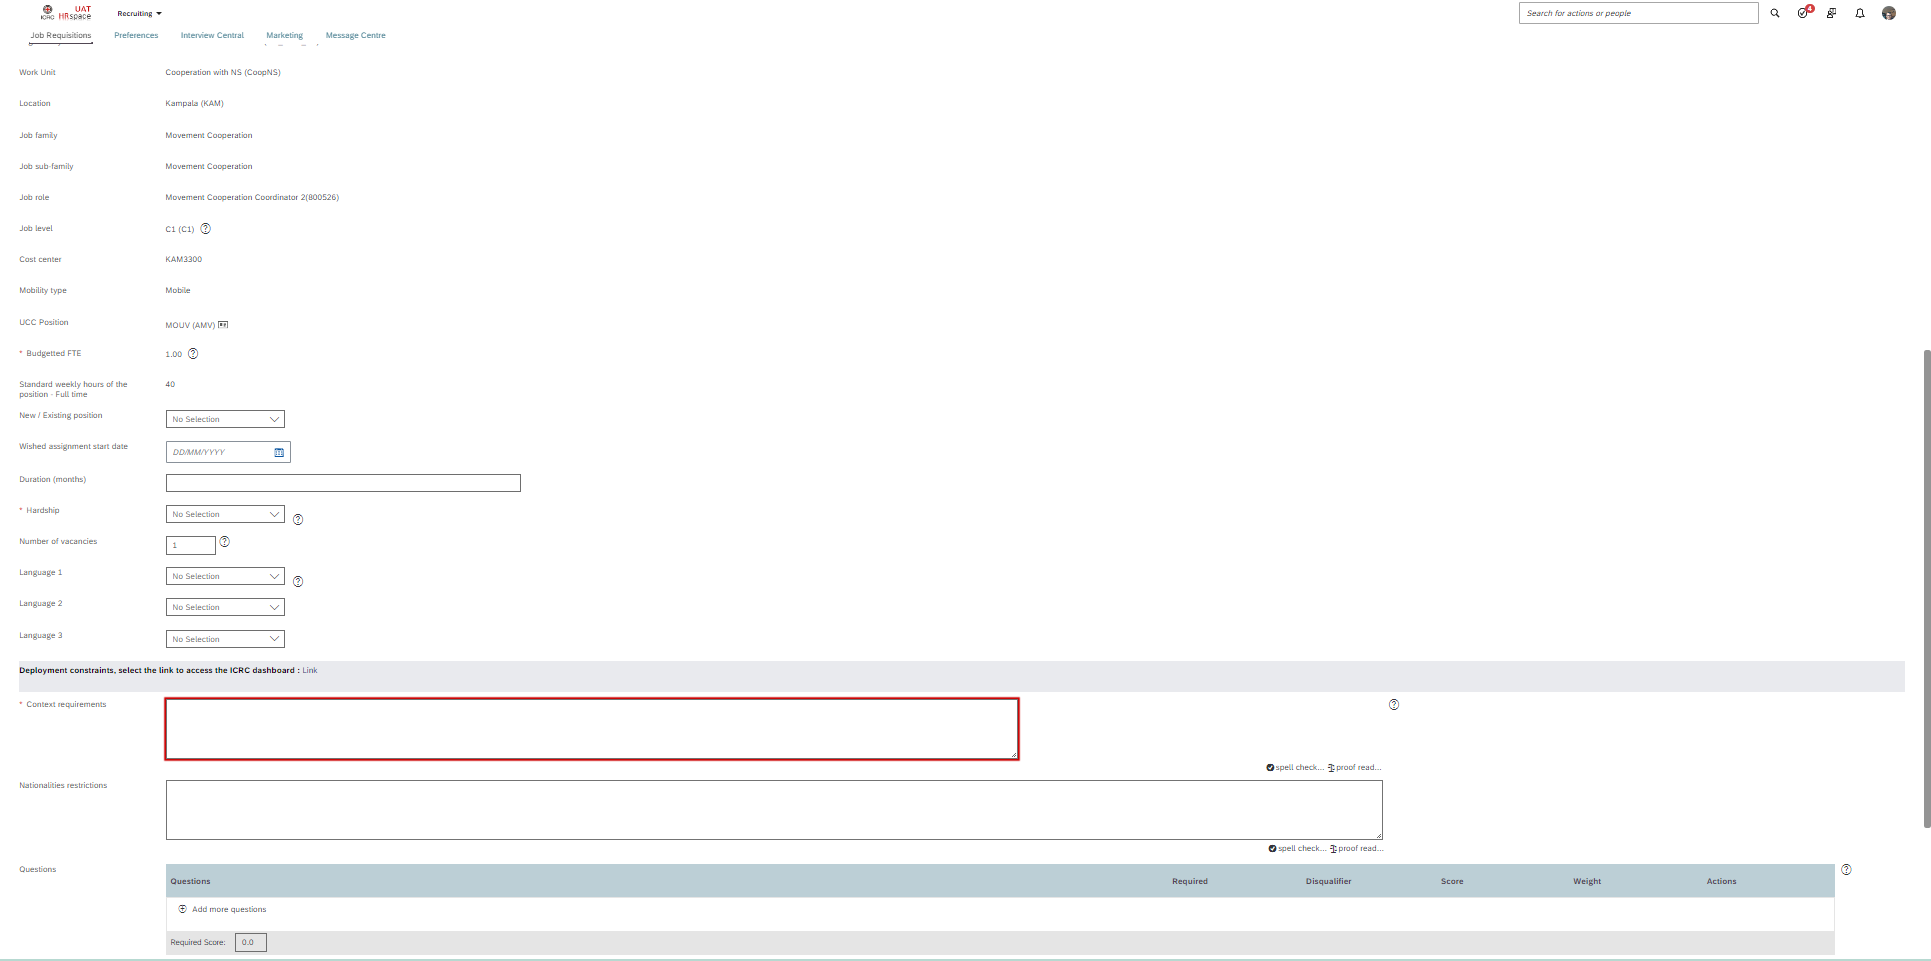 ICRC UAT HRspace Recruiting Search for actions or people 4
Job Requisitions Preferences Interview Central Marketing Message Centre
Work Unit Cooperation with NS (CoopNS)
Location Kampala (KAM)
Job family Movement Cooperation
Job sub-family Movement Cooperation
Job role Movement Cooperation Coordinator 2(800526)
Job level C1 (C1) ?
Cost center KAM3300
Mobility type Mobile
UCC Position MOUV (AMV)
* Budgetted FTE 1.00 ?
Standard weekly hours of the
position - Full time 40
New / Existing position No Selection
Wished assignment start date DD/MM/YYYY
Duration (months)
* Hardship No Selection ?
Number of vacancies 1 ?
Language 1 No Selection ?
Language 2 No Selection
Language 3 No Selection
Deployment constraints, select the link to access the ICRC dashboard : Link
* Context requirements ?
spell check... proof read...
Nationalities restrictions
spell check... proof read...
Questions ?
Questions Required Disqualifier Score Weight Actions
Add more questions
Required Score: 0.0